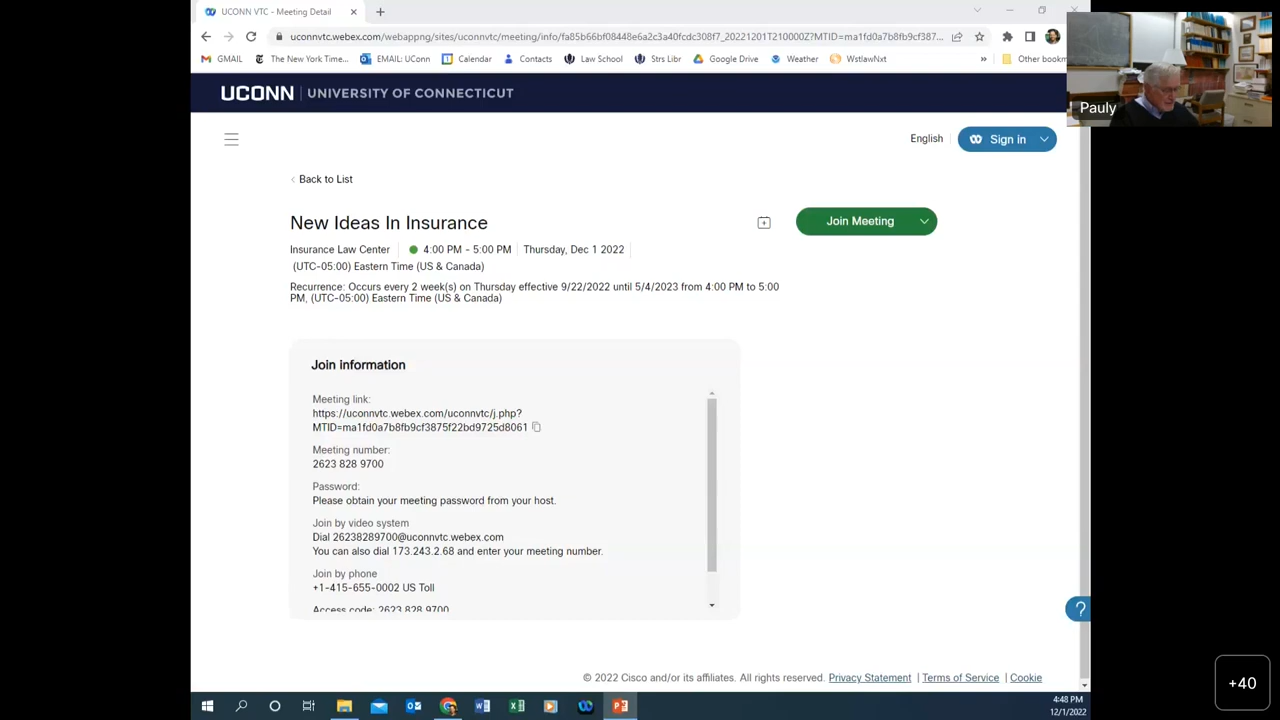 UCONN VTC - Meeting Detail
uconnvtc.webex.com/webappng/sites/uconnvtc/meeting/info/fa85b66bf08448e6a2c3a40fcdc308f7_20221201T210000Z?MTID=ma1fd0a7b8fb9cf387...
GMAIL The New York Time... EMAIL: UConn Calendar Contacts Law School Strs Libr Google Drive Weather WstlawNxt » Other bookm
Pauly
UCONN UNIVERSITY OF CONNECTICUT
English Sign in
Back to List
New Ideas In Insurance
Join Meeting
Insurance Law Center 4:00 PM - 5:00 PM Thursday, Dec 1 2022
(UTC-05:00) Eastern Time (US & Canada)
Recurrence: Occurs every 2 week(s) on Thursday effective 9/22/2022 until 5/4/2023 from 4:00 PM to 5:00
PM, (UTC-05:00) Eastern Time (US & Canada)
Join information
Meeting link:
https://uconnvtc.webex.com/uconnvtc/j.php?
MTID=ma1fd0a7b8fb9cf3875f22bd9725d8061
Meeting number:
2623 828 9700
Password:
Please obtain your meeting password from your host.
Join by video system
Dial 26238289700@uconnvtc.webex.com
You can also dial 173.243.2.68 and enter your meeting number.
Join by phone
+1-415-655-0002 US Toll
Access code: 2623 828 9700
?
© 2022 Cisco and/or its affiliates. All rights reserved. Privacy Statement | Terms of Service | Cookie
+40
4:48 PM
12/1/2022